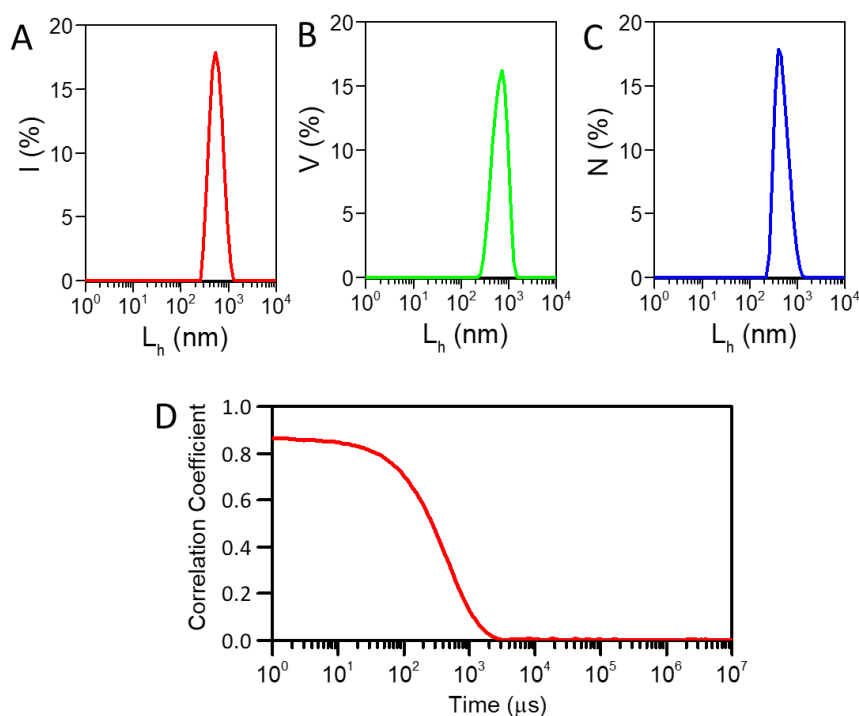 A
I (%)
20
15
10
5
0
10⁰ 10¹ 10² 10³ 10⁴
Lₕ (nm)
B
V (%)
20
15
10
5
0
10⁰ 10¹ 10² 10³ 10⁴
Lₕ (nm)
C
N (%)
20
15
10
5
0
10⁰ 10¹ 10² 10³ 10⁴
Lₕ (nm)
D
Correlation Coefficient
1.0
0.8
0.6
0.4
0.2
0.0
10⁰ 10¹ 10² 10³ 10⁴ 10⁵ 10⁶ 10⁷
Time (μs)